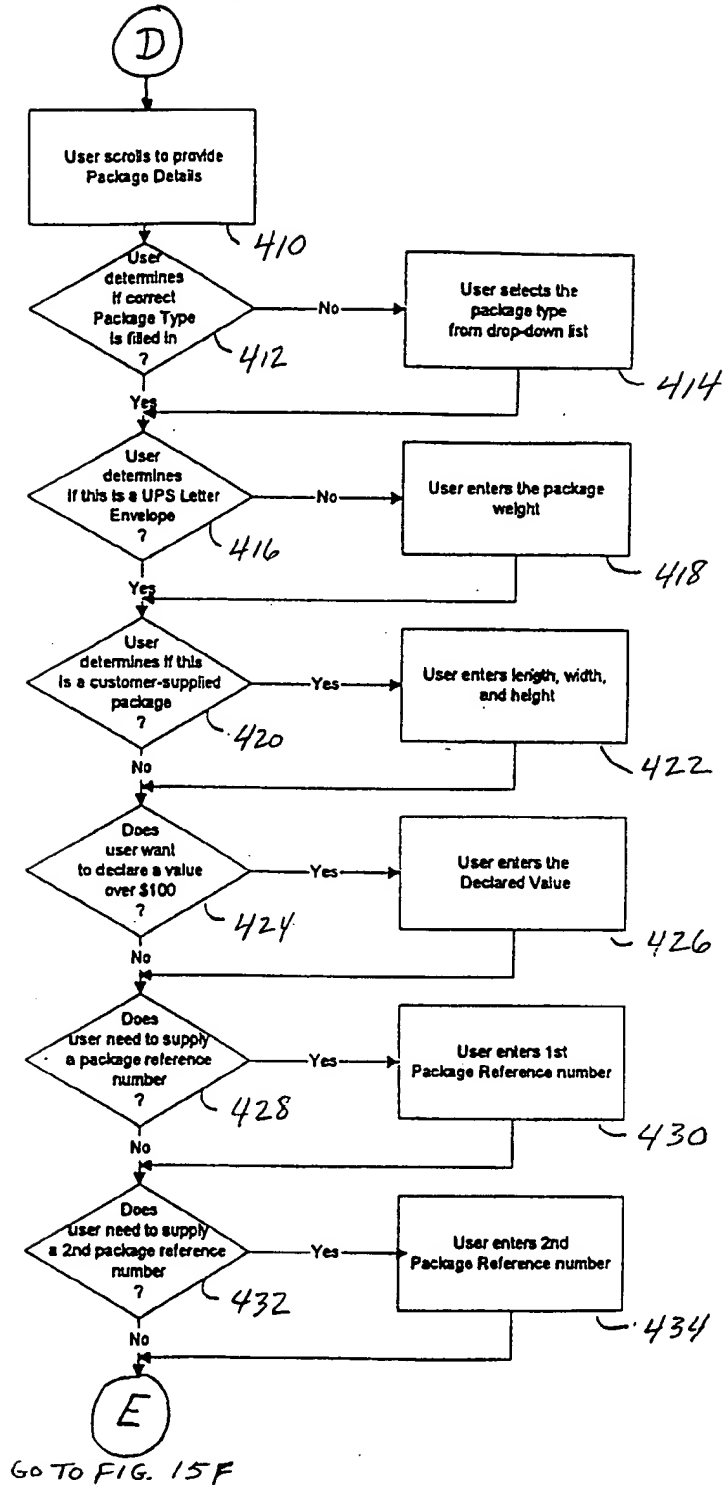 D
User scrolls to provide
Package Details
410
User
determines
if correct
Package Type
is filled in
?
412
No
User selects the
package type
from drop-down list
414
Yes
User
determines
if this is a UPS Letter
Envelope
?
416
No
User enters the package
weight
418
Yes
User
determines if this
is a customer-supplied
package
?
420
Yes
User enters length, width,
and height
422
No
Does
user want
to declare a value
over $100
?
424
Yes
User enters the
Declared Value
426
No
Does
user need to supply
a package reference
number
?
428
Yes
User enters 1st
Package Reference number
430
No
Does
user need to supply
a 2nd package reference
number
?
432
Yes
User enters 2nd
Package Reference number
434
No
E
GO TO FIG. 15F